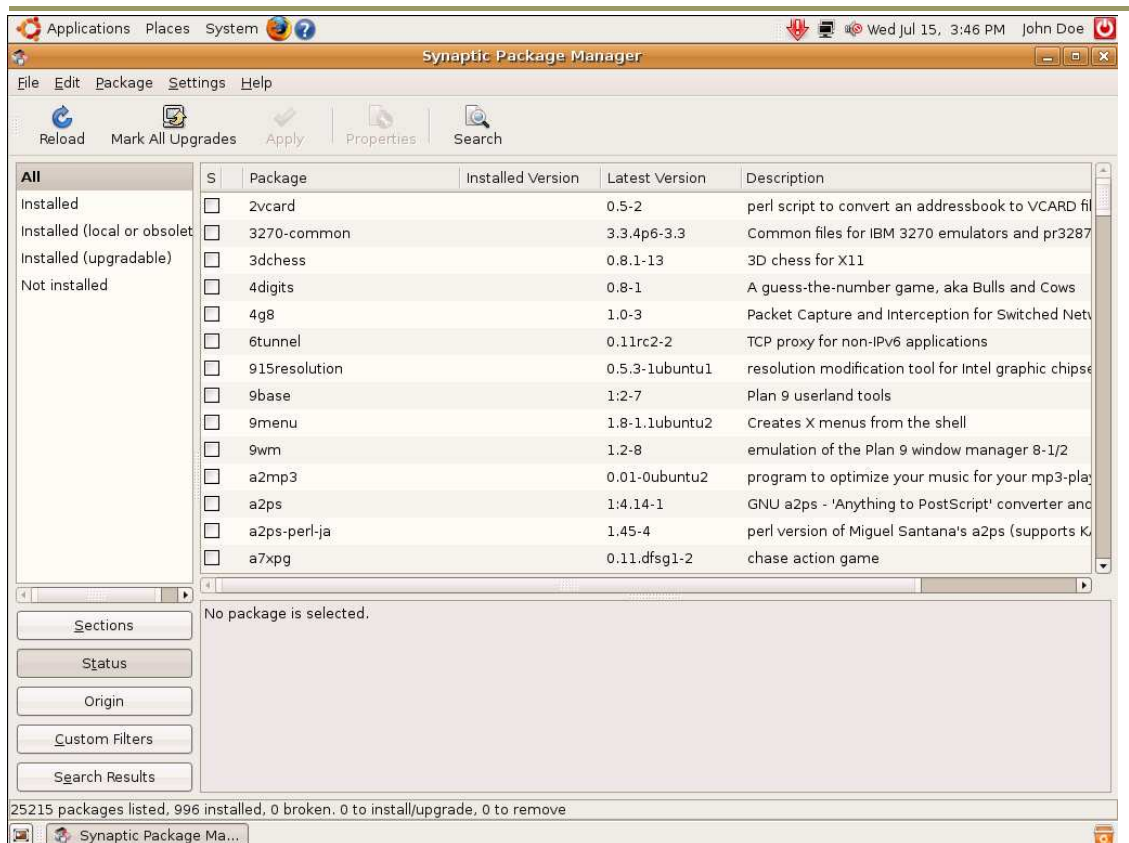 Applications Places System Wed Jul 15, 3:46 PM John Doe
Synaptic Package Manager
File Edit Package Settings Help
Reload Mark All Upgrades Apply Properties Search
All
Installed
Installed (local or obsolet
Installed (upgradable)
Not installed
S Package Installed Version Latest Version Description
2vcard 0.5-2 perl script to convert an addressbook to VCARD fil
3270-common 3.3.4p6-3.3 Common files for IBM 3270 emulators and pr3287
3dchess 0.8.1-13 3D chess for X11
4digits 0.8-1 A guess-the-number game, aka Bulls and Cows
4g8 1.0-3 Packet Capture and Interception for Switched Netw
6tunnel 0.11rc2-2 TCP proxy for non-IPv6 applications
915resolution 0.5.3-1ubuntu1 resolution modification tool for Intel graphic chipse
9base 1:2-7 Plan 9 userland tools
9menu 1.8-1.1ubuntu2 Creates X menus from the shell
9wm 1.2-8 emulation of the Plan 9 window manager 8-1/2
a2mp3 0.01-0ubuntu2 program to optimize your music for your mp3-play
a2ps 1:4.14-1 GNU a2ps - 'Anything to PostScript' converter and
a2ps-perl-ja 1.45-4 perl version of Miguel Santana's a2ps (supports K
a7xpg 0.11.dfsg1-2 chase action game
Sections
Status
Origin
Custom Filters
Search Results
No package is selected.
25215 packages listed, 996 installed, 0 broken. 0 to install/upgrade, 0 to remove
Synaptic Package Ma...